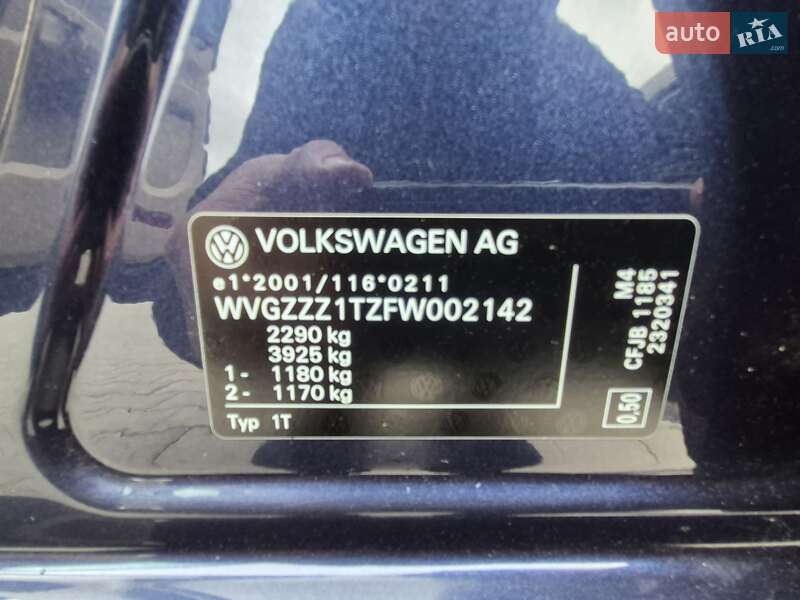 auto RIA.com
VOLKSWAGEN AG
e1*2001/116*0211
WVGZZZ1TZFW002142
2290 kg
3925 kg
1- 1180 kg
2- 1170 kg
Typ 1T
M4
CFJB 1185
2320341
0,50